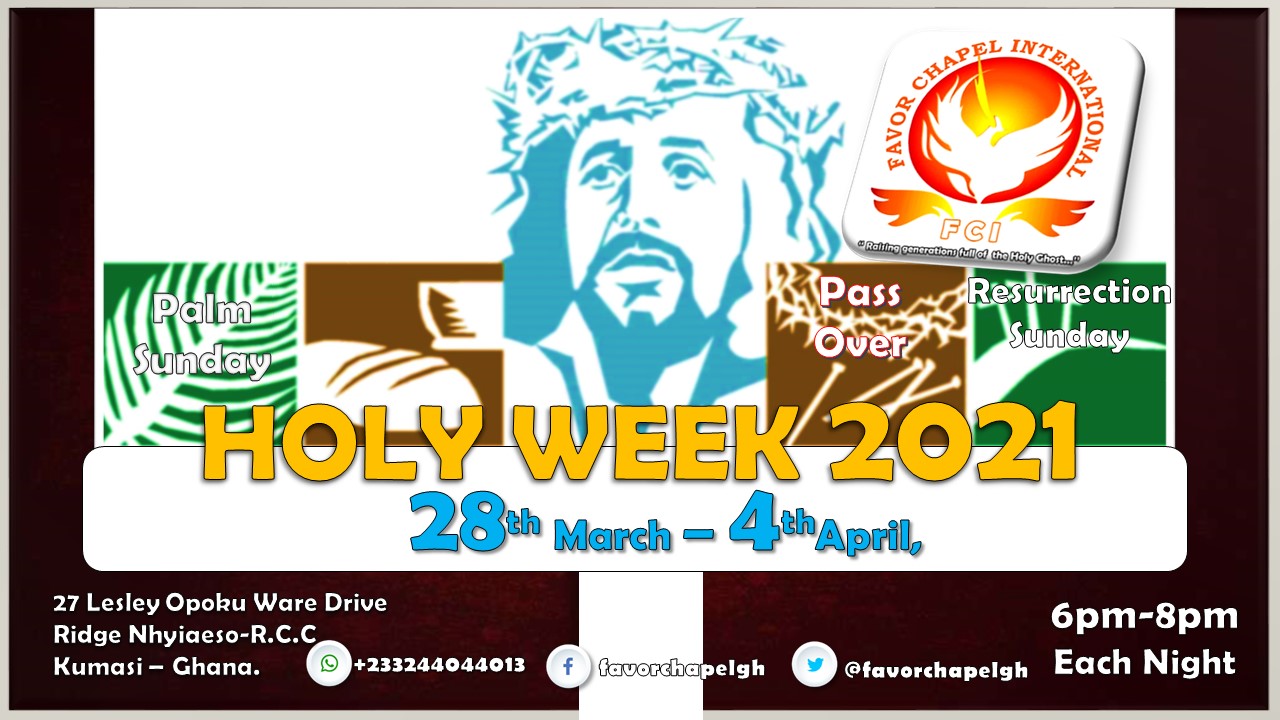 FAVOR CHAPEL INTERNATIONAL
FCI
"Raising generations full of the Holy Ghost..."
Palm
Sunday
Pass
Over
Resurrection
Sunday
HOLY WEEK 2021
28th March – 4th April,
27 Lesley Opoku Ware Drive
Ridge Nhyiaeso-R.C.C
Kumasi – Ghana.
+233244044013
favorchapelgh
@favorchapelgh
6pm-8pm
Each Night